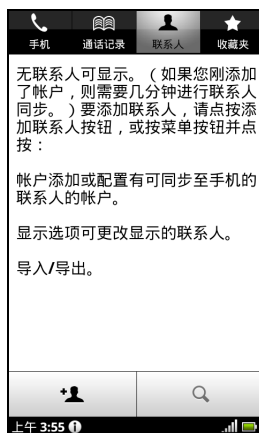 手机 通话记录 联系人 收藏夹
无联系人可显示。（如果您刚添加
了帐户，则需要几分钟进行联系人
同步。）要添加联系人，请点按添
加联系人按钮，或按菜单按钮并点
按：
帐户添加或配置有可同步至手机的
联系人的帐户。
显示选项可更改显示的联系人。
导入/导出。
上午 3:55